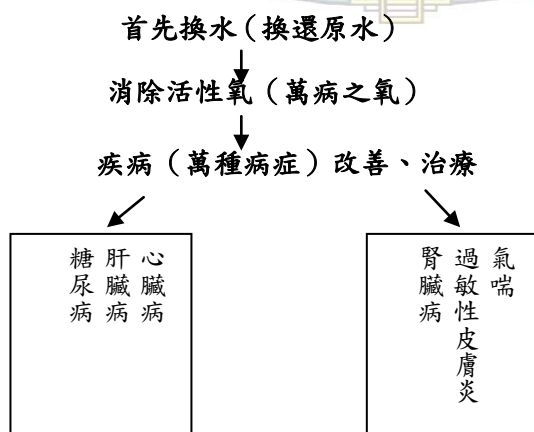 首先換水（換還原水）
消除活性氧（萬病之氧）
疾病（萬種病症）改善、治療
心臟病
肝臟病
糖尿病
氣喘
過敏性皮膚炎
腎臟病